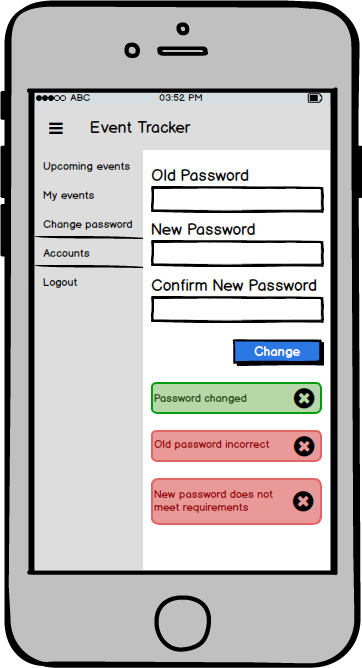 ABC 03:52 PM
Event Tracker
Upcoming events
My events
Change password
Accounts
Logout
Old Password
New Password
Confirm New Password
Change
Password changed
Old password incorrect
New password does not
meet requirements